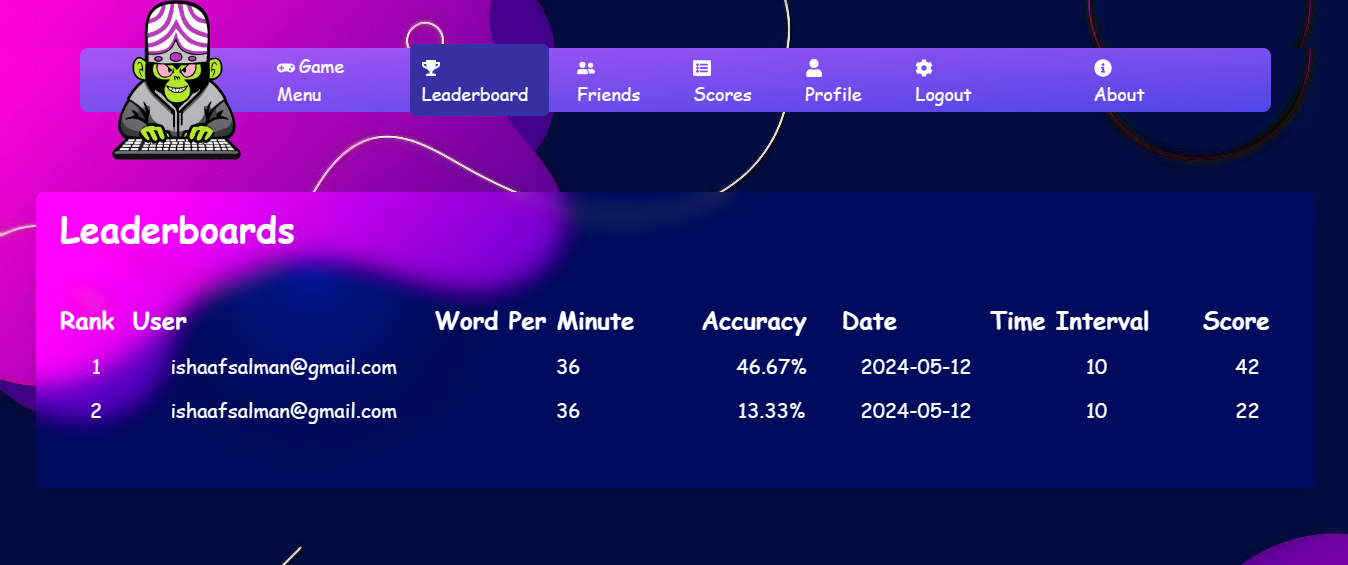 Game Menu
Leaderboard
Friends
Scores
Profile
Logout
About
Leaderboards
Rank User Word Per Minute Accuracy Date Time Interval Score
1 ishaafsalman@gmail.com 36 46.67% 2024-05-12 10 42
2 ishaafsalman@gmail.com 36 13.33% 2024-05-12 10 22